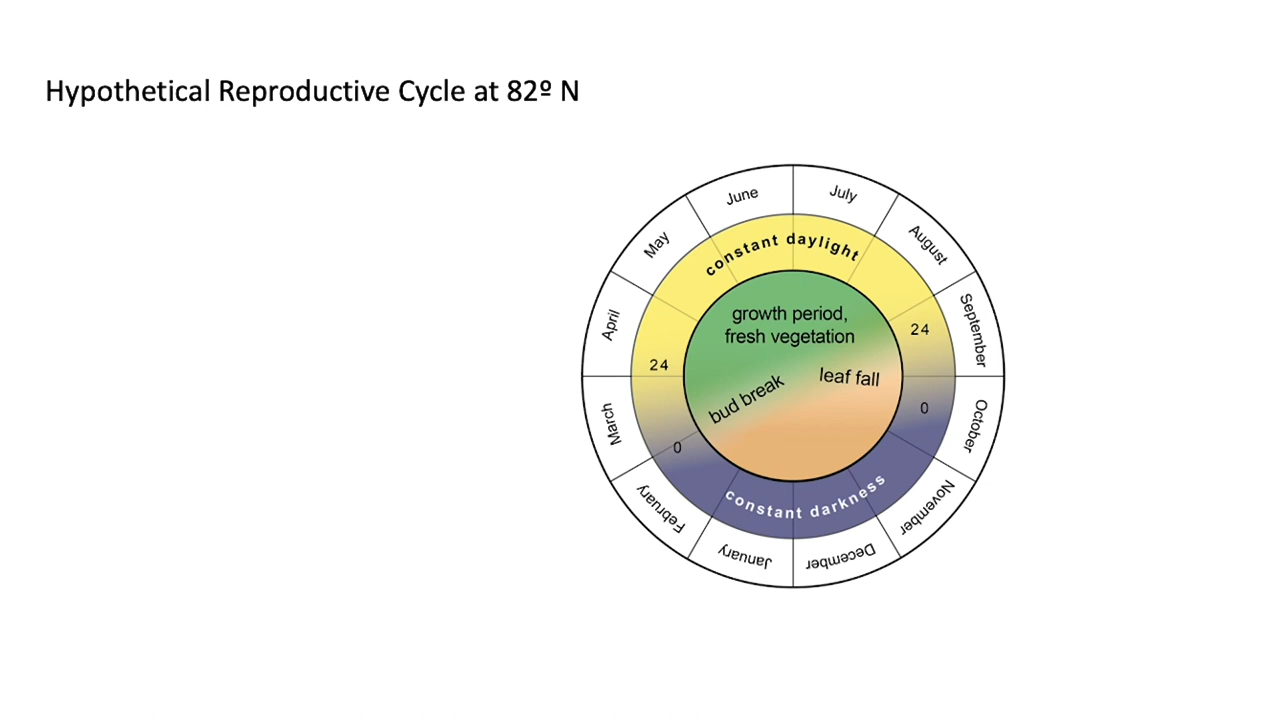 Hypothetical Reproductive Cycle at 82º N
June
July
May
August
April
September
March
October
February
November
January
December
constant daylight
24
24
0
0
constant darkness
growth period,
fresh vegetation
bud break
leaf fall